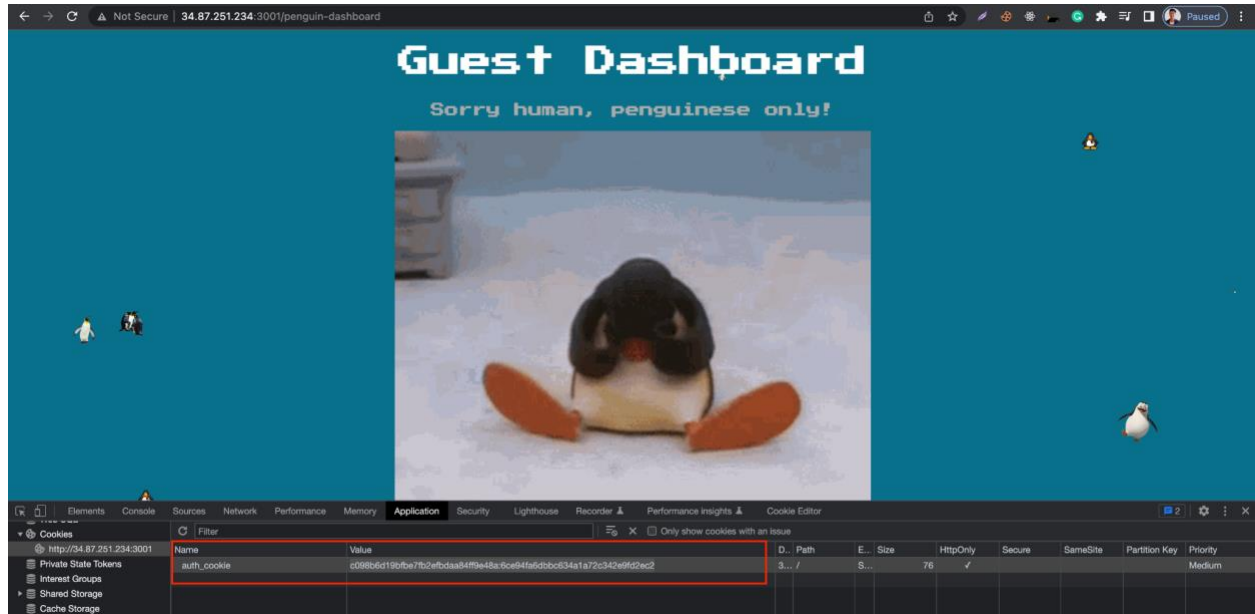 Not Secure 34.87.251.234:3001/penguin-dashboard Paused
Guest Dashboard
Sorry human, penguinese only!
Elements Console Sources Network Performance Memory Application Security Lighthouse Recorder Performance insights Cookie Editor 2
Cookies Filter Only show cookies with an issue
http://34.87.251.234:3001 Name Value D... Path E... Size HttpOnly Secure SameSite Partition Key Priority
Private State Tokens auth_cookie c098b6d19bfbe7fb2efbdaa84ff9e48a:6ce94fa6dbbc634a1a72c342e9fd2ec2 3... / S... 76 ✓ Medium
Interest Groups
Shared Storage
Cache Storage